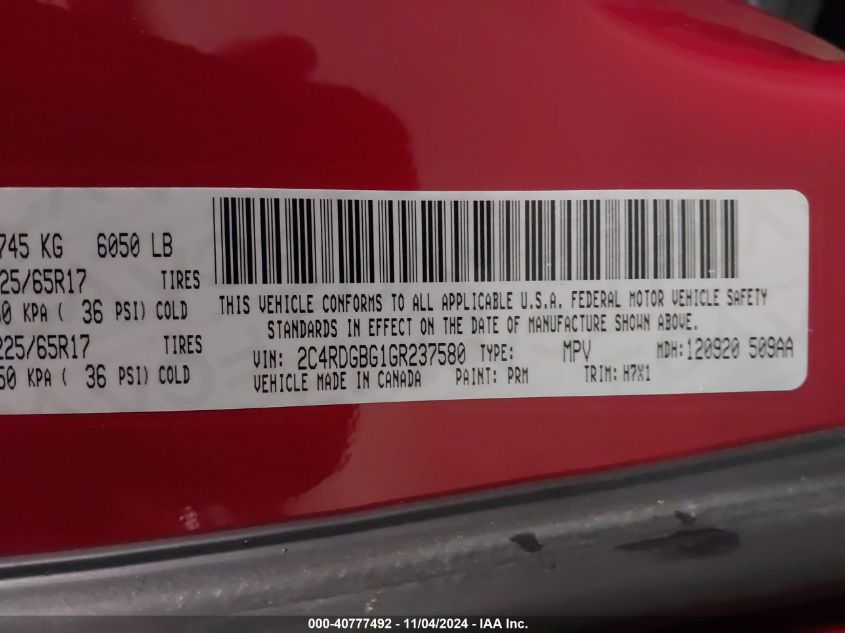 745 KG 6050 LB
25/65R17 TIRES
50 KPA ( 36 PSI) COLD
225/65R17 TIRES
50 KPA ( 36 PSI) COLD
THIS VEHICLE CONFORMS TO ALL APPLICABLE U.S.A. FEDERAL MOTOR VEHICLE SAFETY
STANDARDS IN EFFECT ON THE DATE OF MANUFACTURE SHOWN ABOVE.
VIN: 2C4RDGBG1GR237580 TYPE: MPV MDH: 120920 509AA
VEHICLE MADE IN CANADA PAINT: PRM TRIM: H7X1
000-40777492 - 11/04/2024 - IAA Inc.